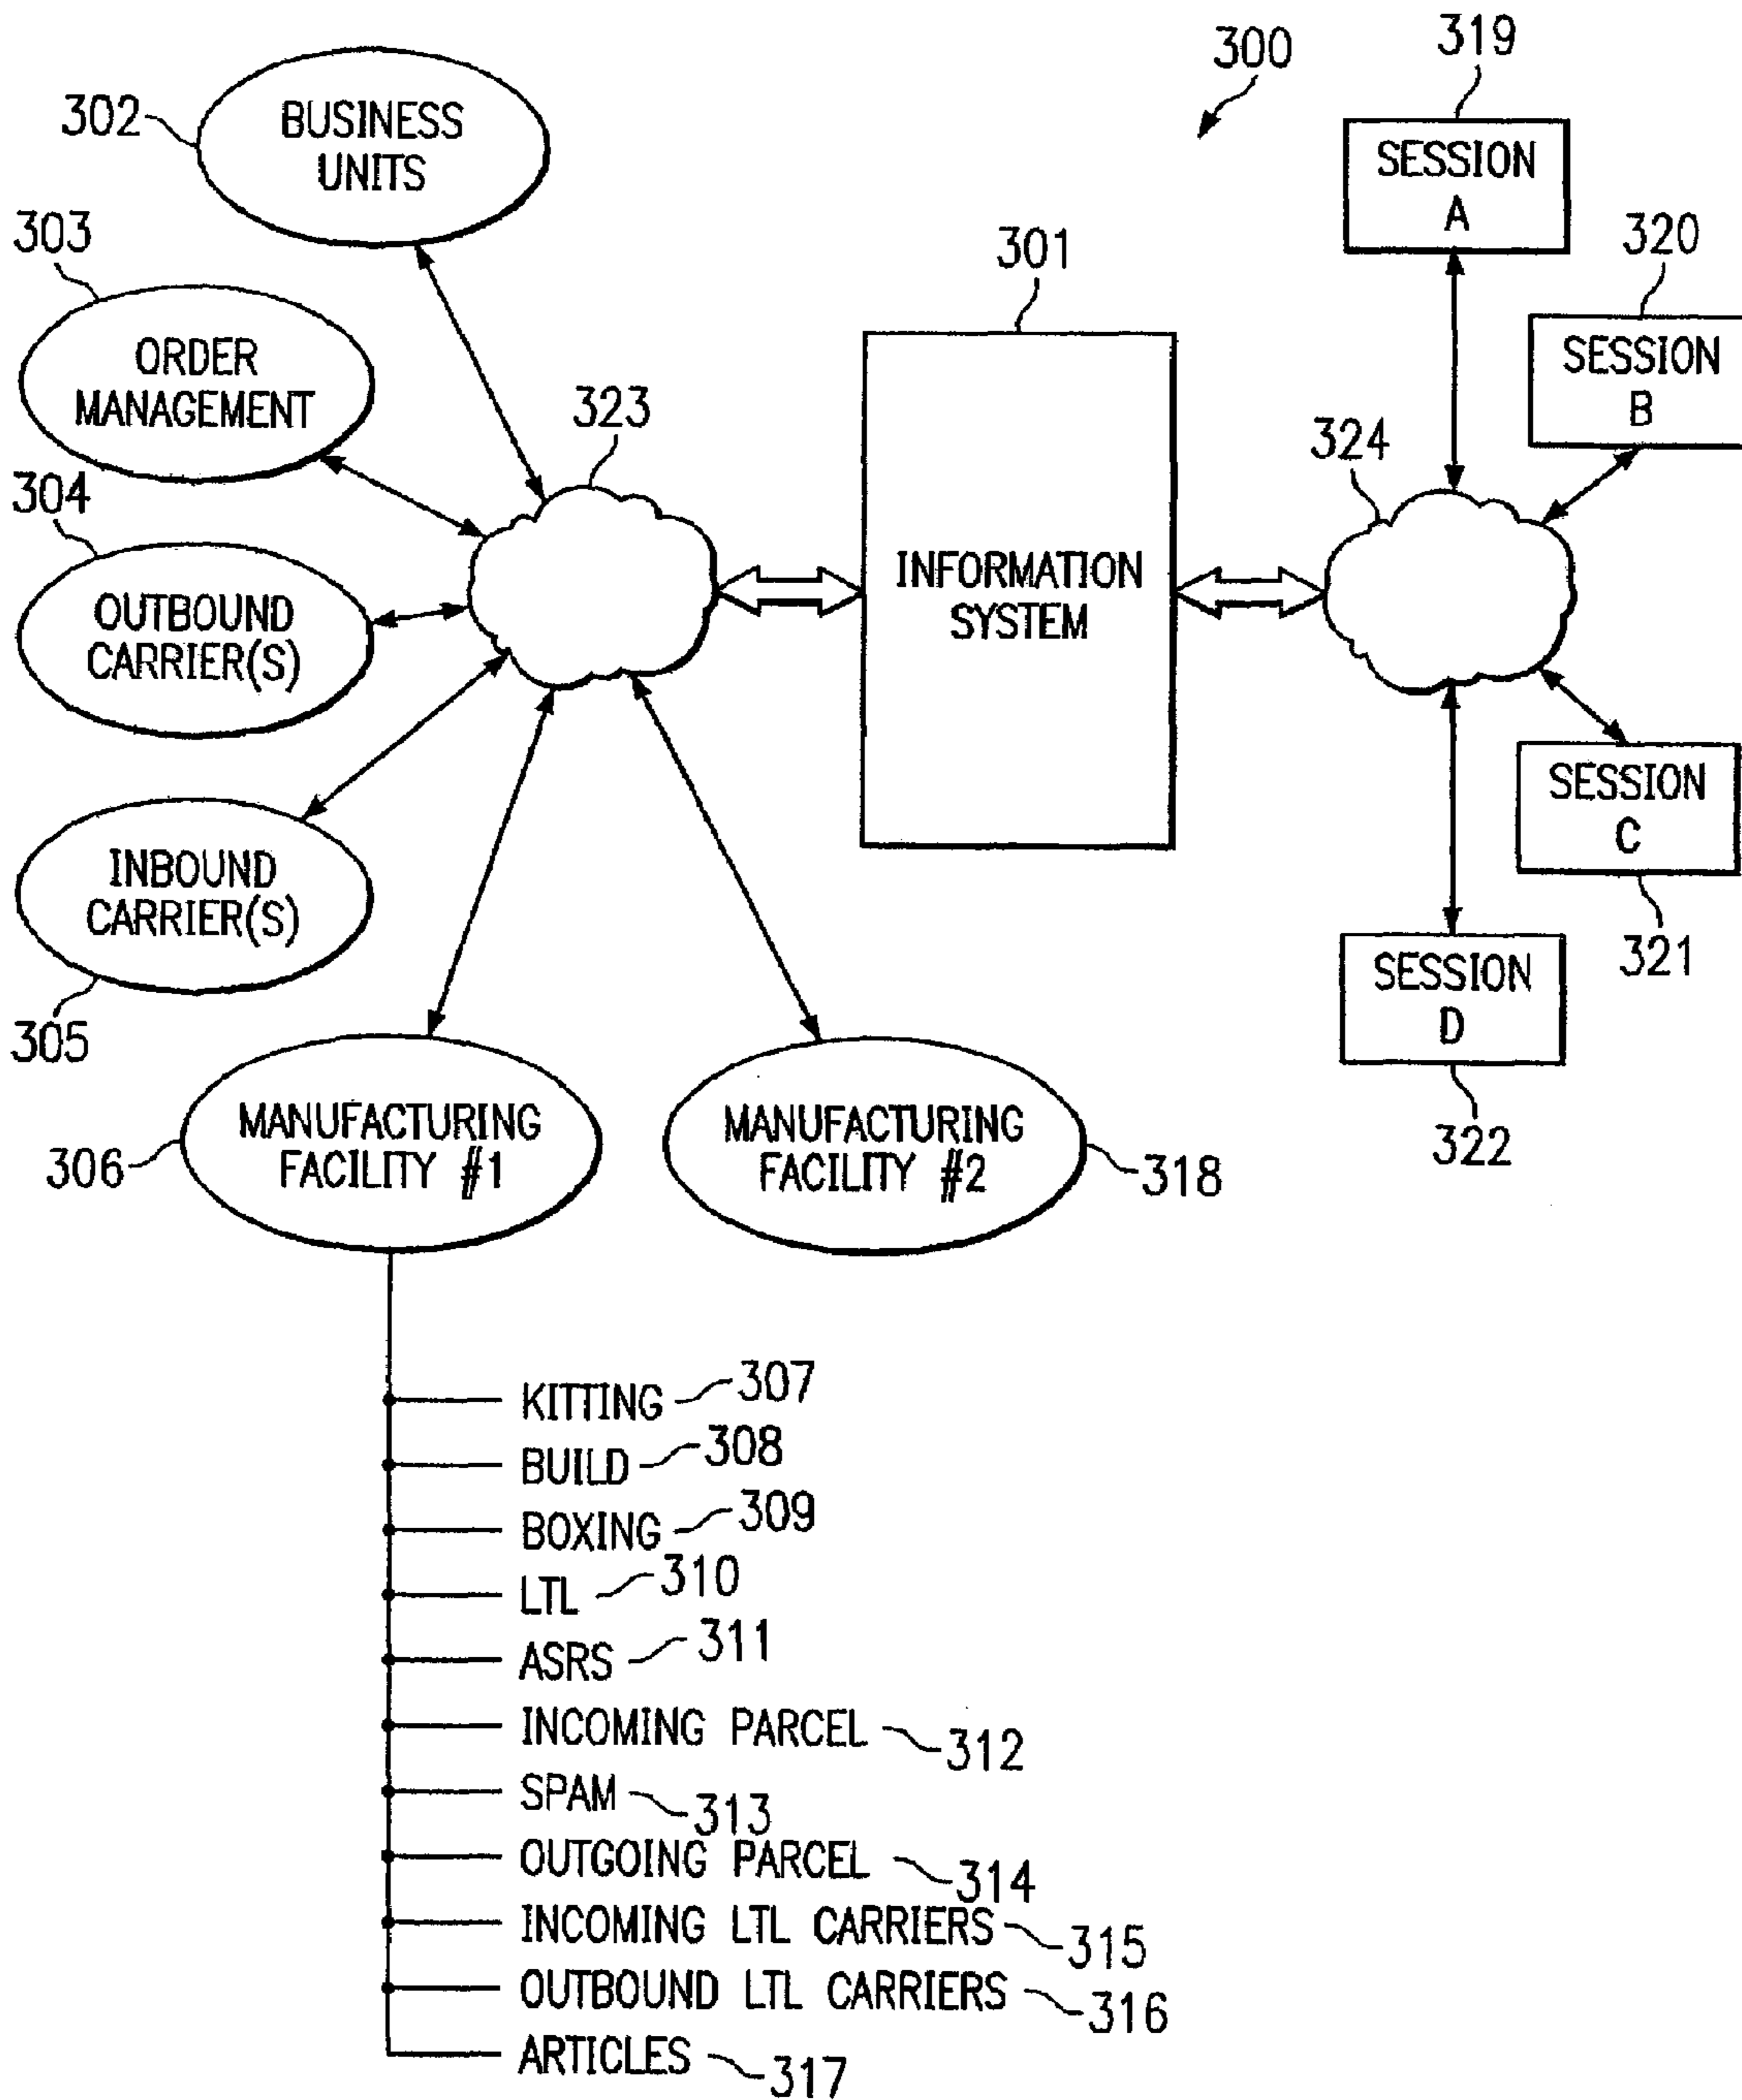 300
302
BUSINESS
UNITS
303
ORDER
MANAGEMENT
304
OUTBOUND
CARRIER(S)
INBOUND
CARRIER(S)
305
323
301
INFORMATION
SYSTEM
324
319
SESSION
A
320
SESSION
B
SESSION
C
321
SESSION
D
322
306
MANUFACTURING
FACILITY #1
MANUFACTURING
FACILITY #2
318
KITTING 307
BUILD 308
BOXING 309
LTL 310
ASRS 311
INCOMING PARCEL 312
SPAM 313
OUTGOING PARCEL 314
INCOMING LTL CARRIERS 315
OUTBOUND LTL CARRIERS 316
ARTICLES 317